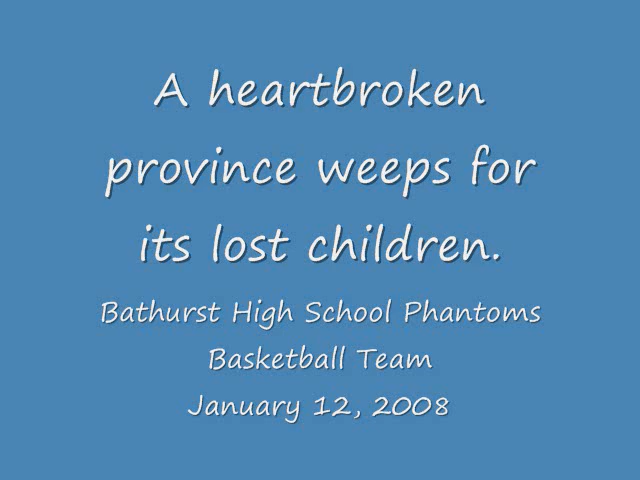 A heartbroken
province weeps for
its lost children.
Bathurst High School Phantoms
Basketball Team
January 12, 2008